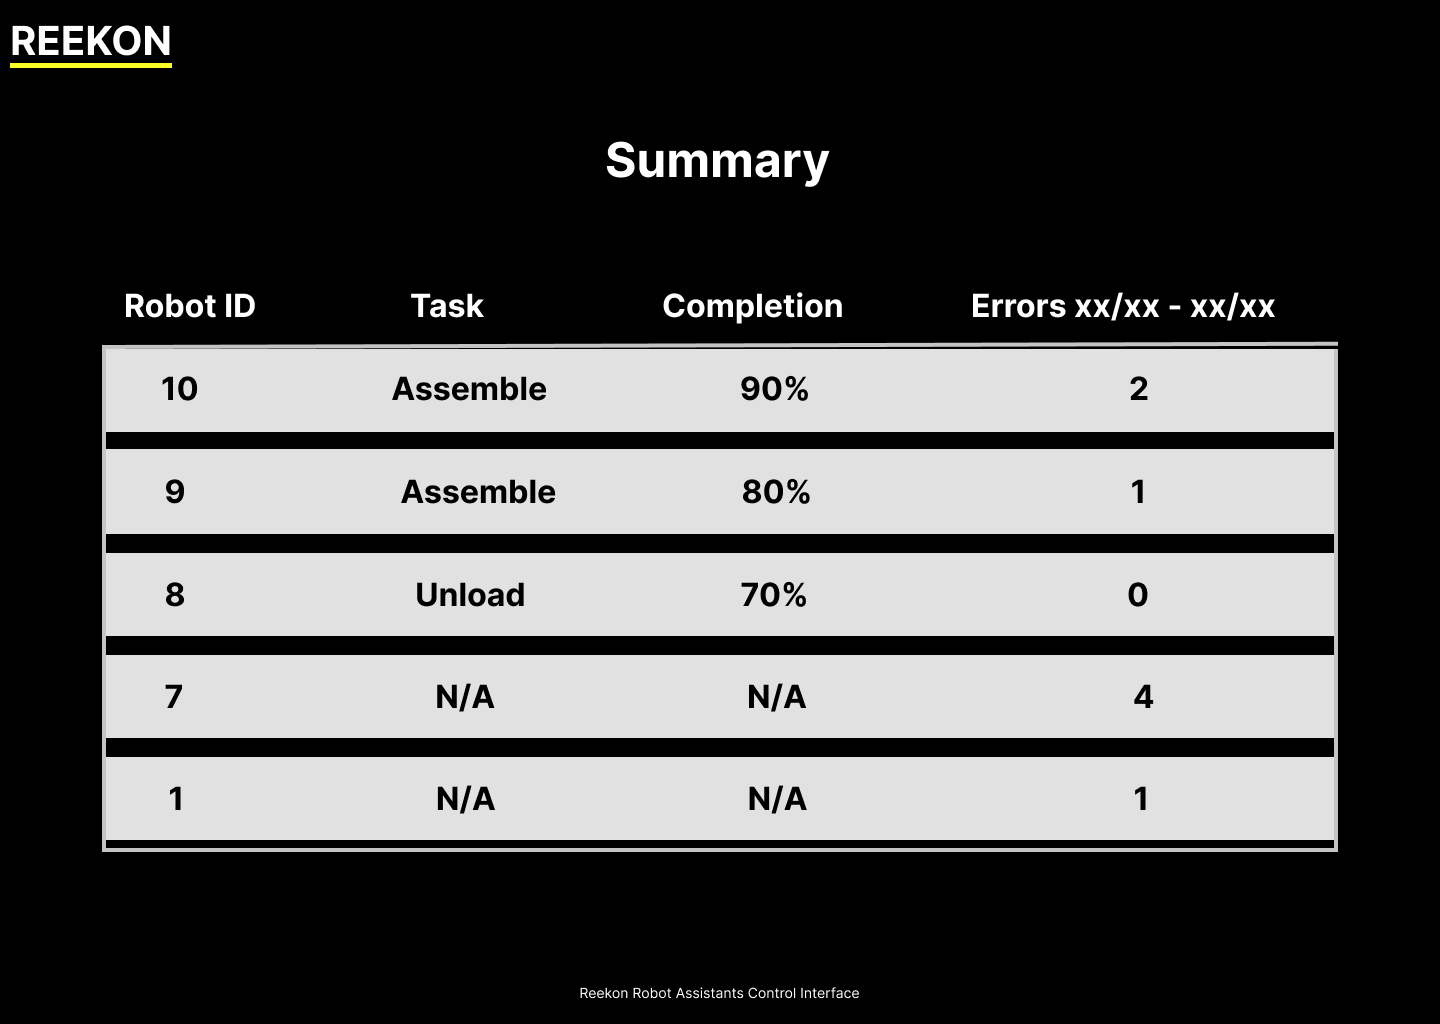 REEKON
Summary
Robot ID Task Completion Errors xx/xx - xx/xx
10 Assemble 90% 2
9 Assemble 80% 1
8 Unload 70% 0
7 N/A N/A 4
1 N/A N/A 1
Reekon Robot Assistants Control Interface